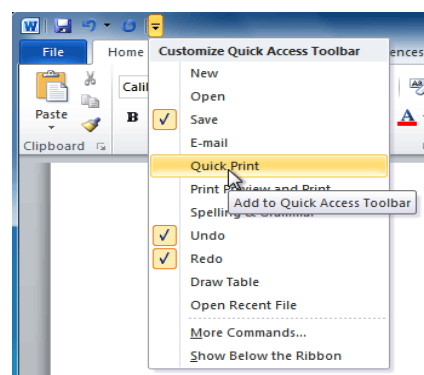 W
File Home Customize Quick Access Toolbar
New
Calil
Open
Paste B Save A
E-mail
Clipboard
Quick Print
Print Preview and Print
Add to Quick Access Toolbar
Spelling & Grammar
Undo
Redo
Draw Table
Open Recent File
More Commands...
Show Below the Ribbon